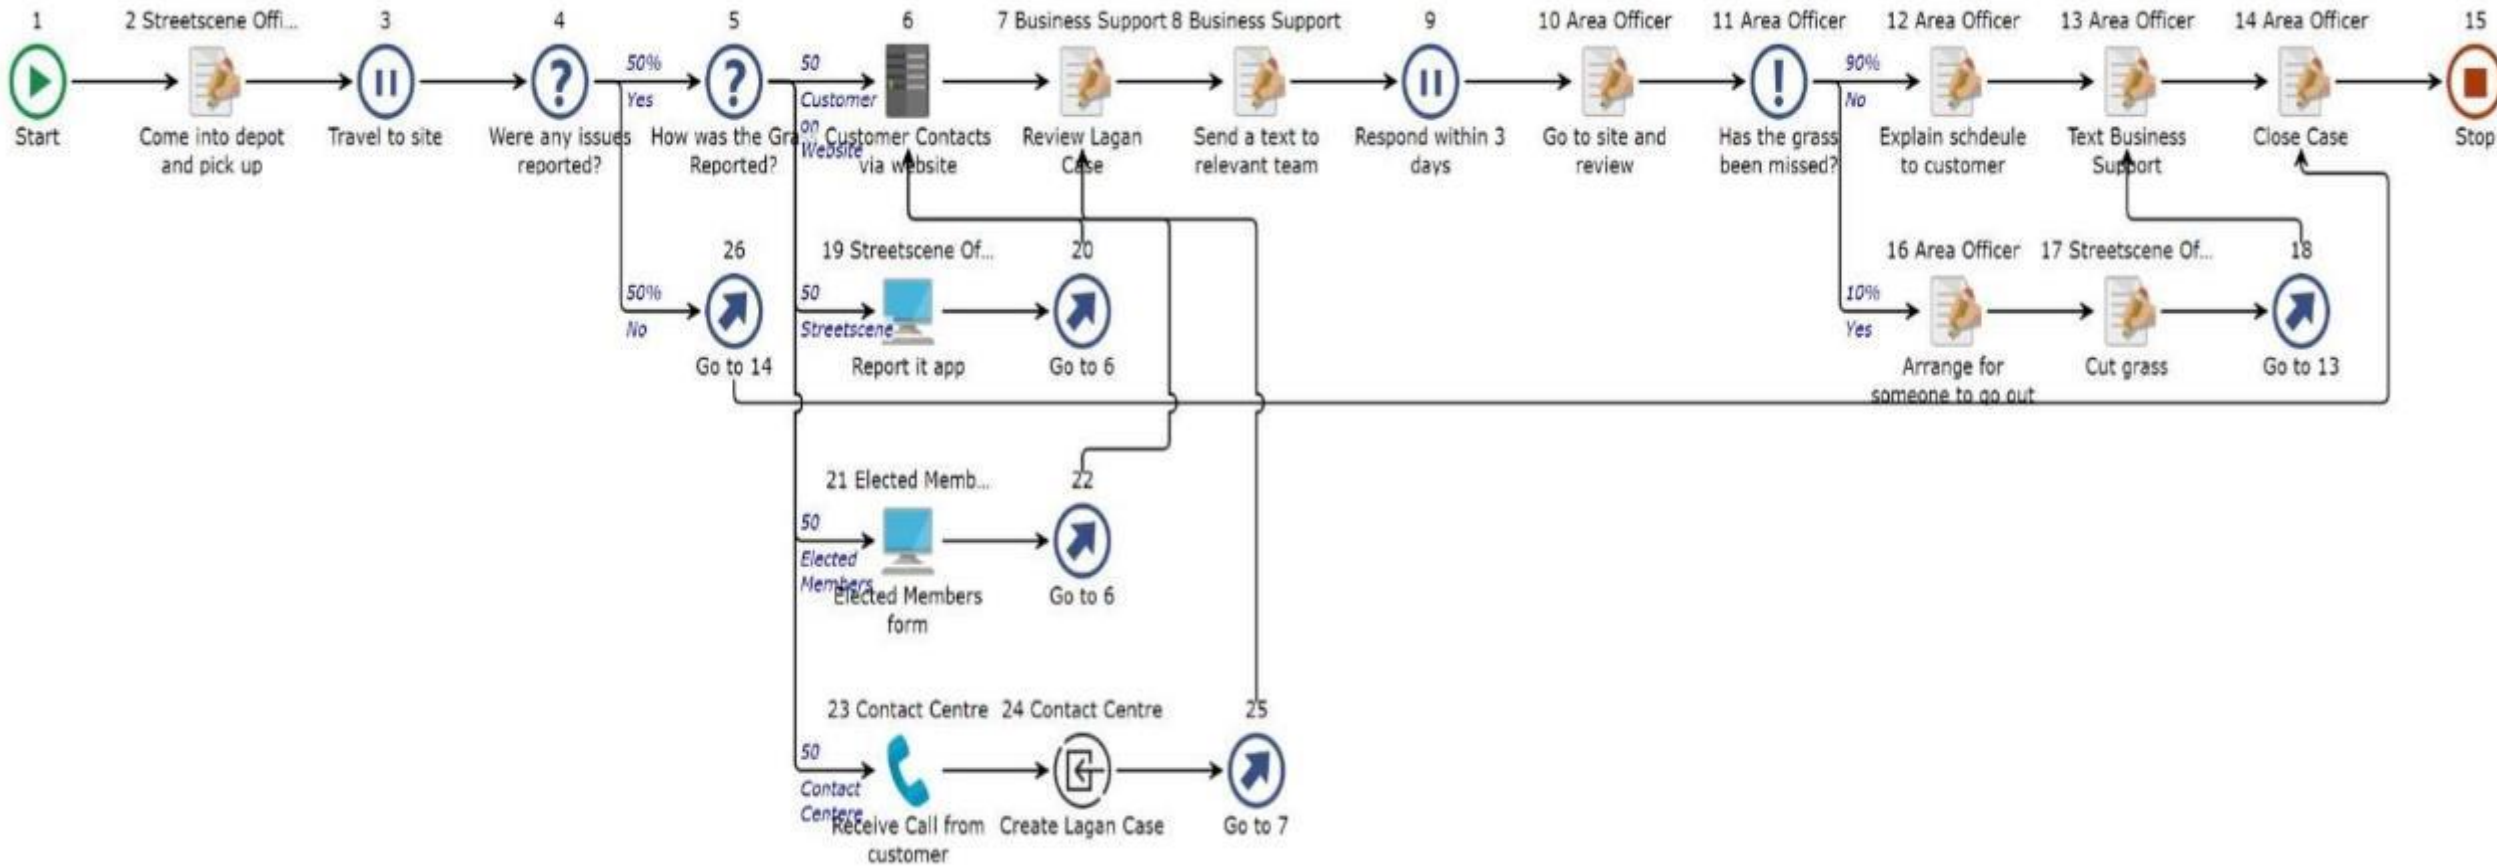 1
2 Streetscene Offi...
3
4
5
6
7 Business Support
8 Business Support
9
10 Area Officer
11 Area Officer
12 Area Officer
13 Area Officer
14 Area Officer
15
50%
Yes
50
Customer
on
Website
90%
No
Start
Come into depot
and pick up
Travel to site
Were any issues
reported?
How was the Gra...
Reported?
Customer Contacts
via website
Review Lagan
Case
Send a text to
relevant team
Respond within 3
days
Go to site and
review
Has the grass
been missed?
Explain schdeule
to customer
Text Business
Support
Close Case
Stop
26
19 Streetscene Of...
20
16 Area Officer
17 Streetscene Of...
18
50%
No
50
Streetscene
10%
Yes
Go to 14
Report it app
Go to 6
Arrange for
someone to go out
Cut grass
Go to 13
21 Elected Memb...
22
50
Elected
Members
Elected Members
form
Go to 6
23 Contact Centre
24 Contact Centre
25
50
Contact
Centere
Receive Call from
customer
Create Lagan Case
Go to 7